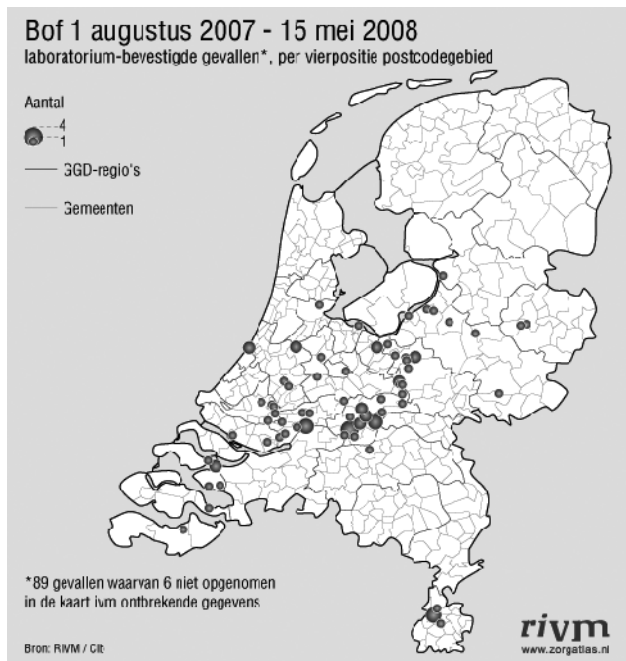 Bof 1 augustus 2007 - 15 mei 2008
laboratorium-bevestigde gevallen*, per vierpositie postcodegebied
Aantal
4
1
GGD-regio's
Gemeenten
*89 gevallen waarvan 6 niet opgenomen
in de kaart ivm ontbrekende gegevens
Bron: RIVM / CIb
rivm
www.zorgatlas.nl